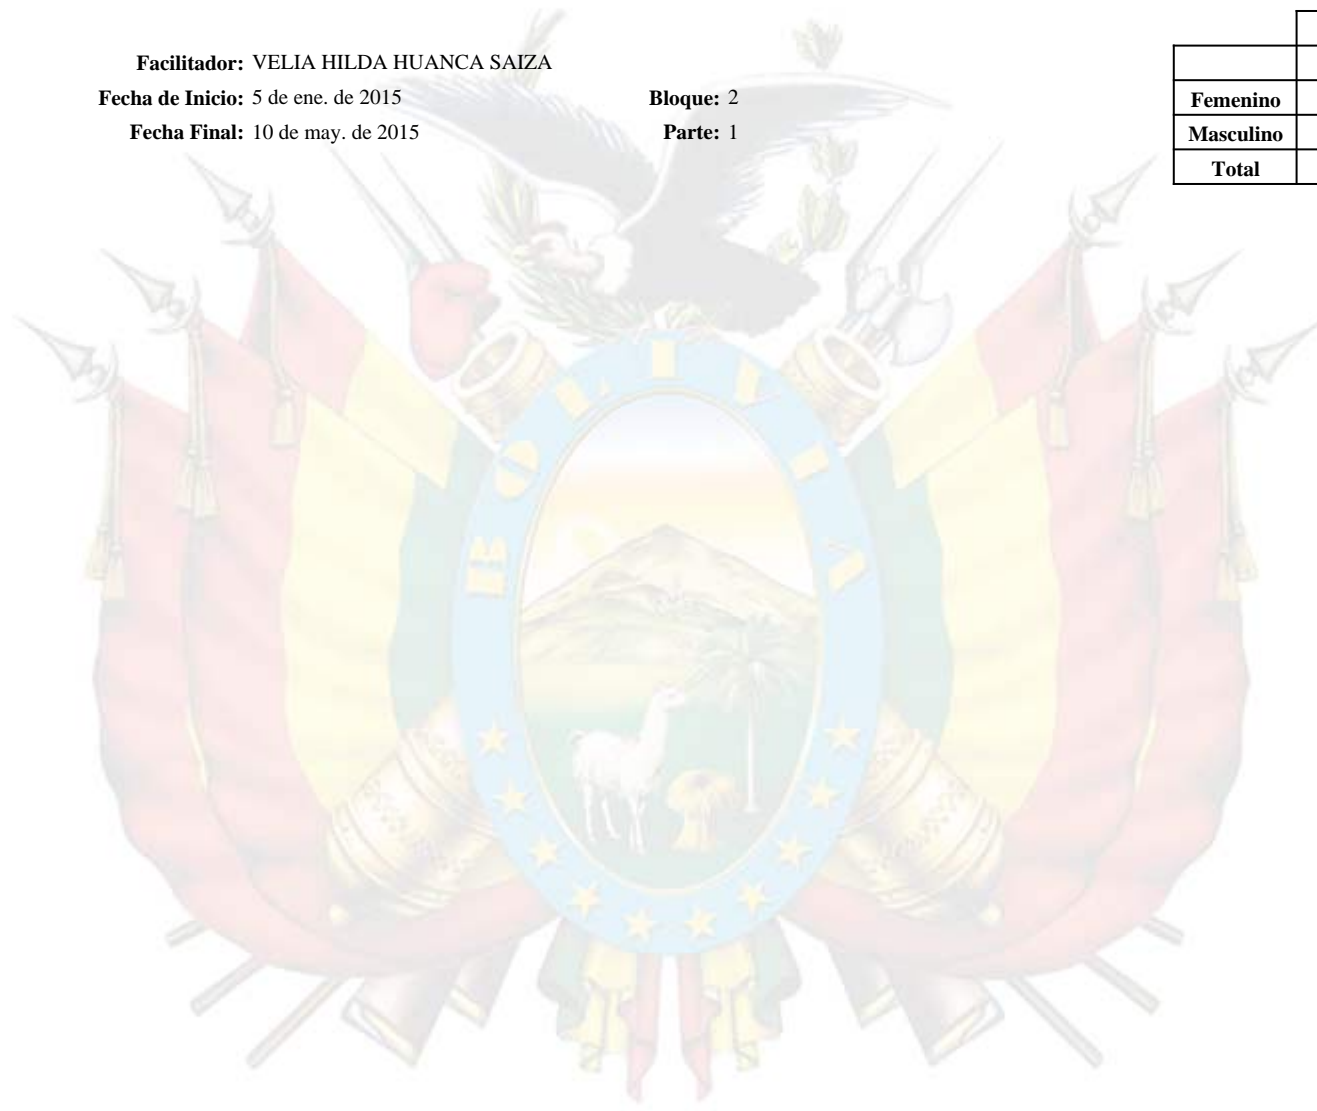 Facilitador: VELIA HILDA HUANCA SAIZA
Fecha de Inicio: 5 de ene. de 2015 Bloque: 2
Fecha Final: 10 de may. de 2015 Parte: 1
Femenino
Masculino
Total
BOLIVIA